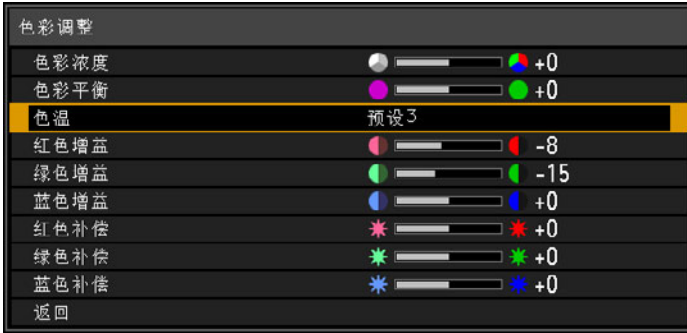 色彩调整
色彩浓度 +0
色彩平衡 +0
色温 预设3
红色增益 -8
绿色增益 -15
蓝色增益 +0
红色补偿 +0
绿色补偿 +0
蓝色补偿 +0
返回